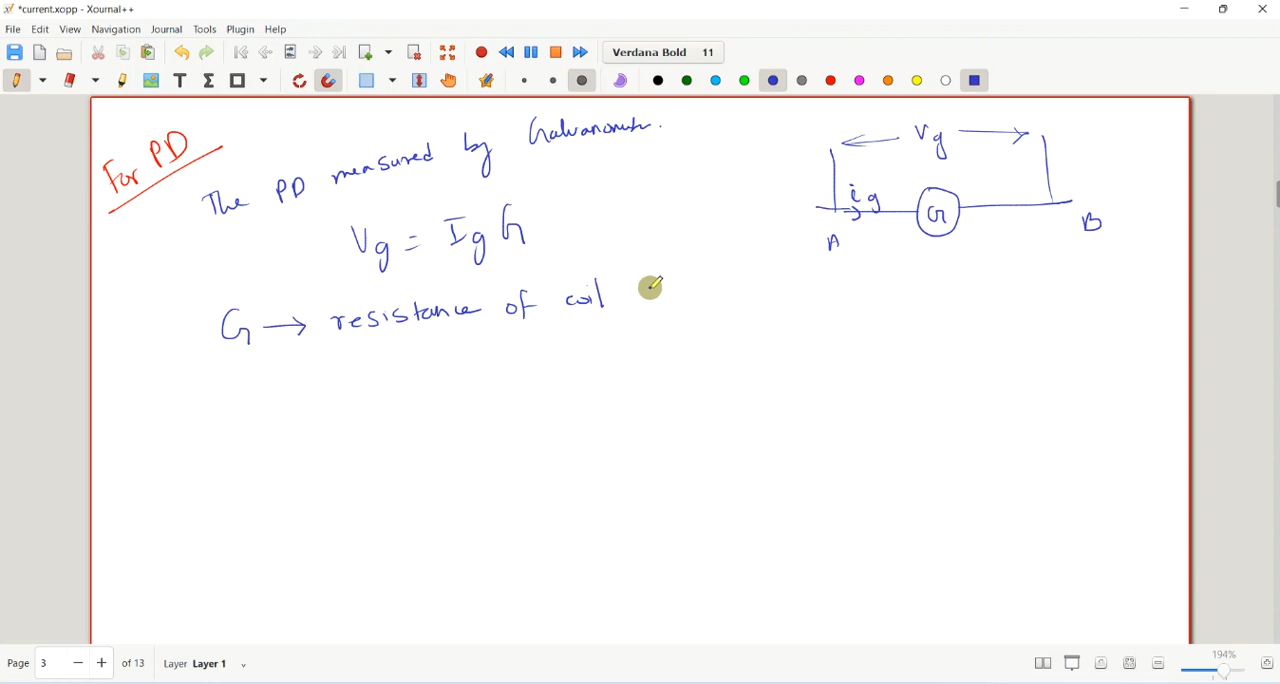 *current.xopp - Xournal++
File Edit View Navigation Journal Tools Plugin Help
Verdana Bold 11
For PD
The PD measured by Galvanometer.
Vg = Ig G
G → resistance of coil
← Vg →
ig
G
A B
Page 3 of 13 Layer Layer 1
194%